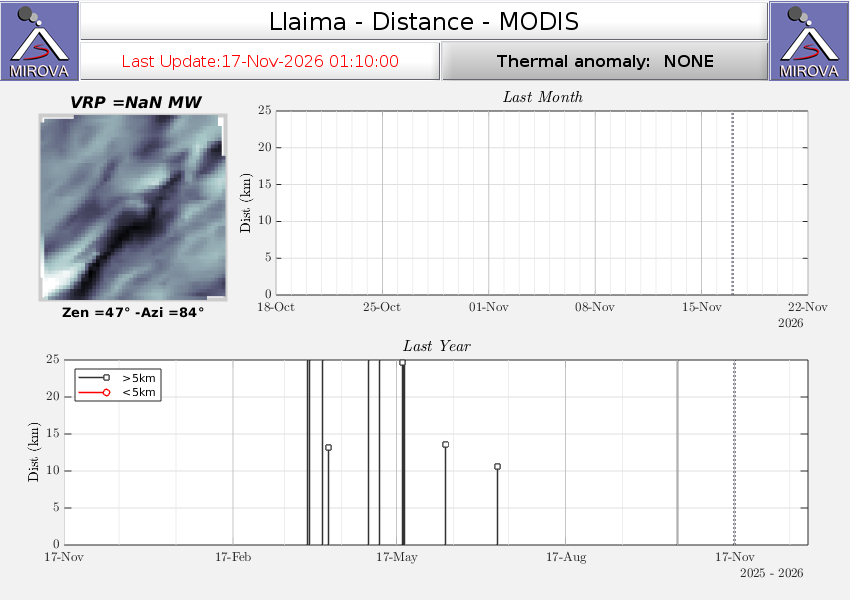 Llaima - Distance - MODIS
MIROVA
Last Update:17-Nov-2026 01:10:00
Thermal anomaly: NONE
MIROVA
VRP =NaN MW
Zen =47° -Azi =84°
Last Month
Dist (km)
25
20
15
10
5
0
18-Oct 25-Oct 01-Nov 08-Nov 15-Nov 22-Nov
2026
Last Year
Dist (km)
25
20
15
10
5
0
>5km
<5km
17-Nov 17-Feb 17-May 17-Aug 17-Nov
2025 - 2026